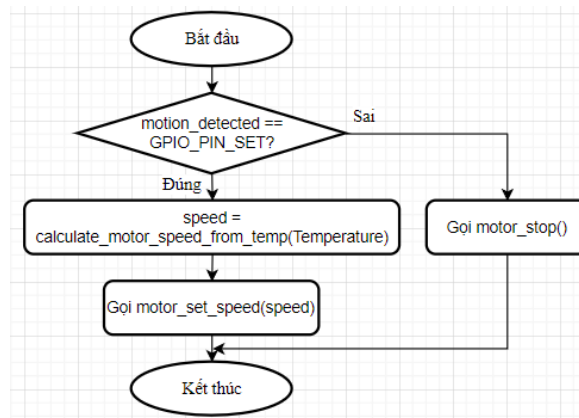 Bắt đầu
motion_detected ==
GPIO_PIN_SET?
Sai
Đúng
speed =
calculate_motor_speed_from_temp(Temperature)
Gọi motor_stop()
Gọi motor_set_speed(speed)
Kết thúc